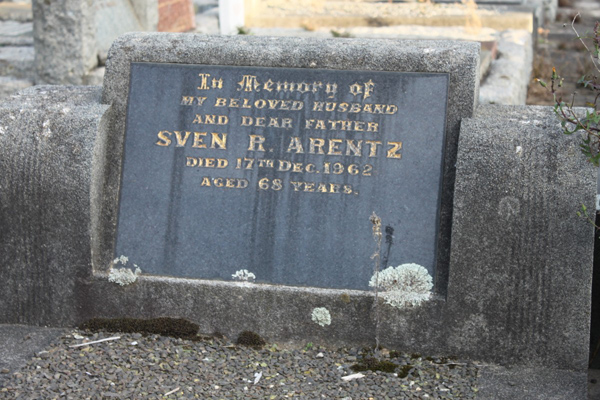 In Memory of
MY BELOVED HUSBAND
AND DEAR FATHER
SVEN R. ARENTZ
DIED 17TH DEC. 1962
AGED 68 YEARS.